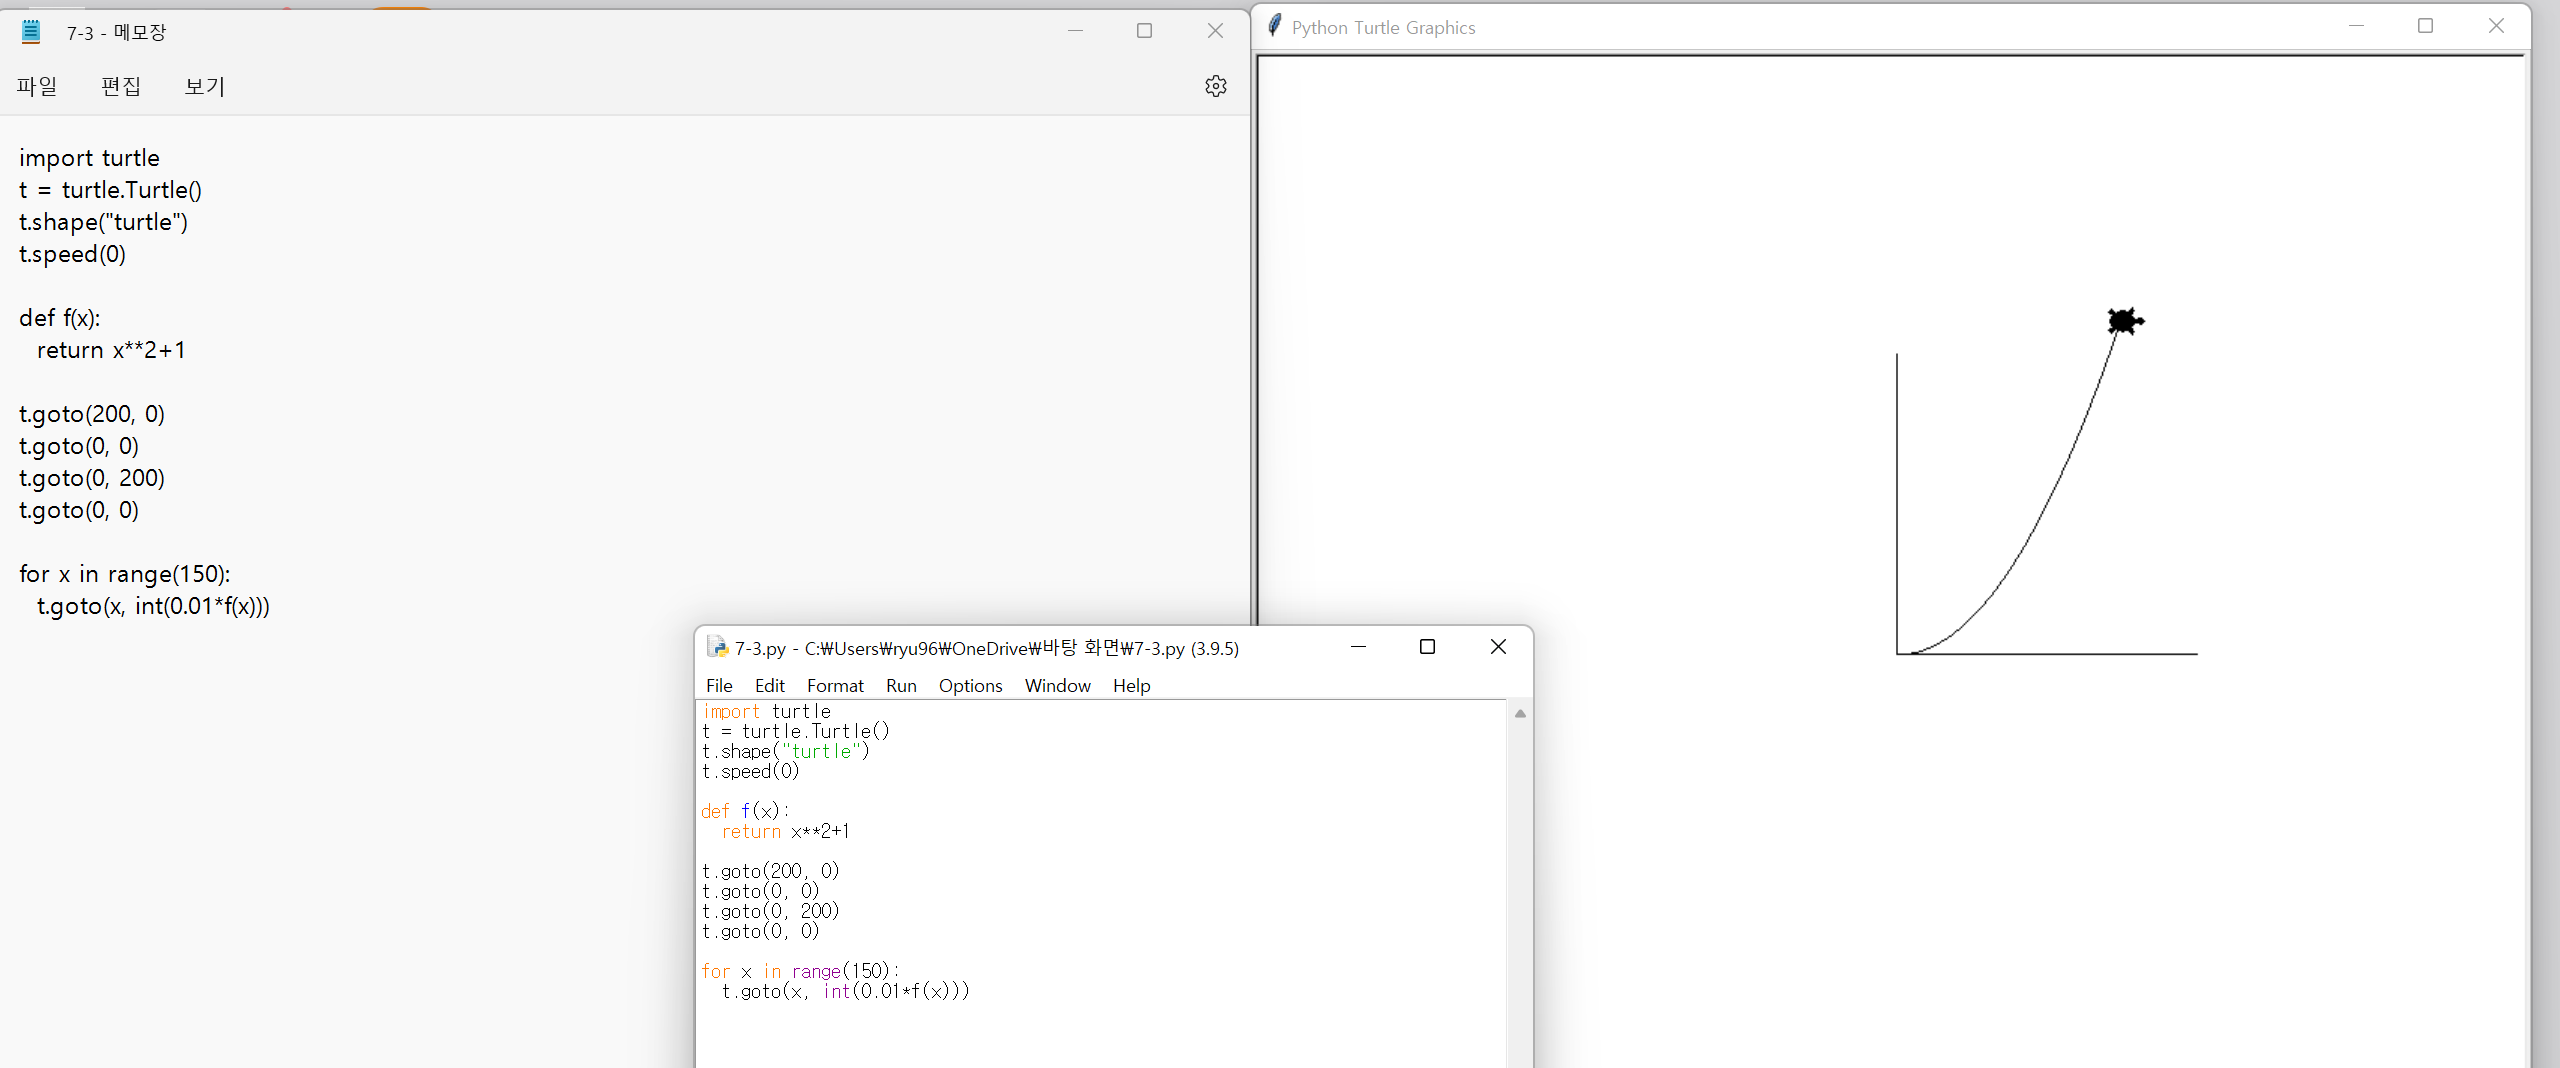 7-3 - 메모장
파일 편집 보기
import turtle
t = turtle.Turtle()
t.shape("turtle")
t.speed(0)
def f(x):
return x**2+1
t.goto(200, 0)
t.goto(0, 0)
t.goto(0, 200)
t.goto(0, 0)
for x in range(150):
t.goto(x, int(0.01*f(x)))
Python Turtle Graphics
7-3.py - C:₩Users₩ryu96₩OneDrive₩바탕 화면₩7-3.py (3.9.5)
File Edit Format Run Options Window Help
import turtle
t = turtle.Turtle()
t.shape("turtle")
t.speed(0)
def f(x):
return x**2+1
t.goto(200, 0)
t.goto(0, 0)
t.goto(0, 200)
t.goto(0, 0)
for x in range(150):
t.goto(x, int(0.01*f(x)))